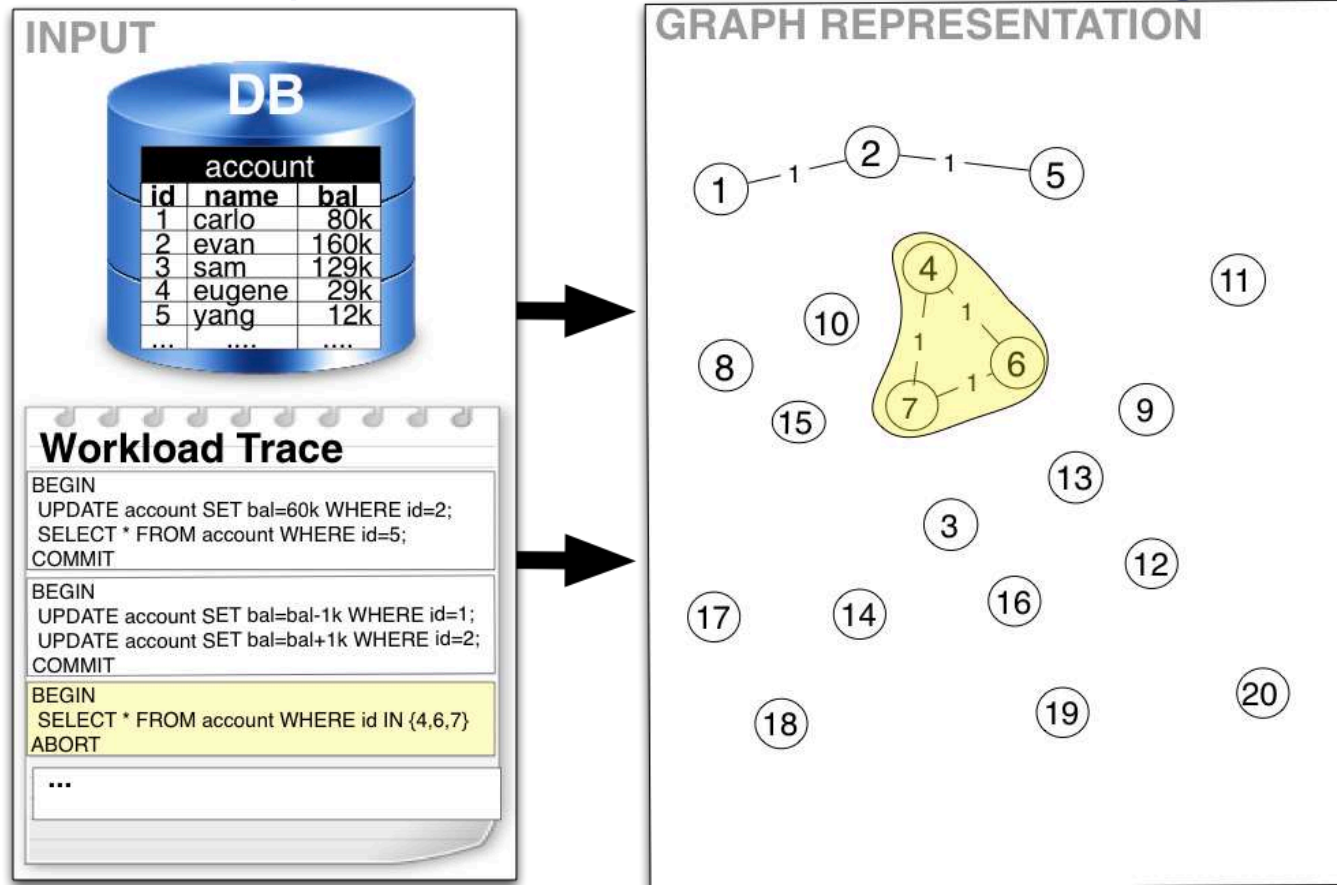 INPUT
DB
account
id name bal
1 carlo 80k
2 evan 160k
3 sam 129k
4 eugene 29k
5 yang 12k
... .... ....
Workload Trace
BEGIN
UPDATE account SET bal=60k WHERE id=2;
SELECT * FROM account WHERE id=5;
COMMIT
BEGIN
UPDATE account SET bal=bal-1k WHERE id=1;
UPDATE account SET bal=bal+1k WHERE id=2;
COMMIT
BEGIN
SELECT * FROM account WHERE id IN {4,6,7}
ABORT
...
GRAPH REPRESENTATION
1 1 2 1 5
4
11
10
1
1
8
6
7 1
9
15
13
3
12
17
14
16
18
19
20